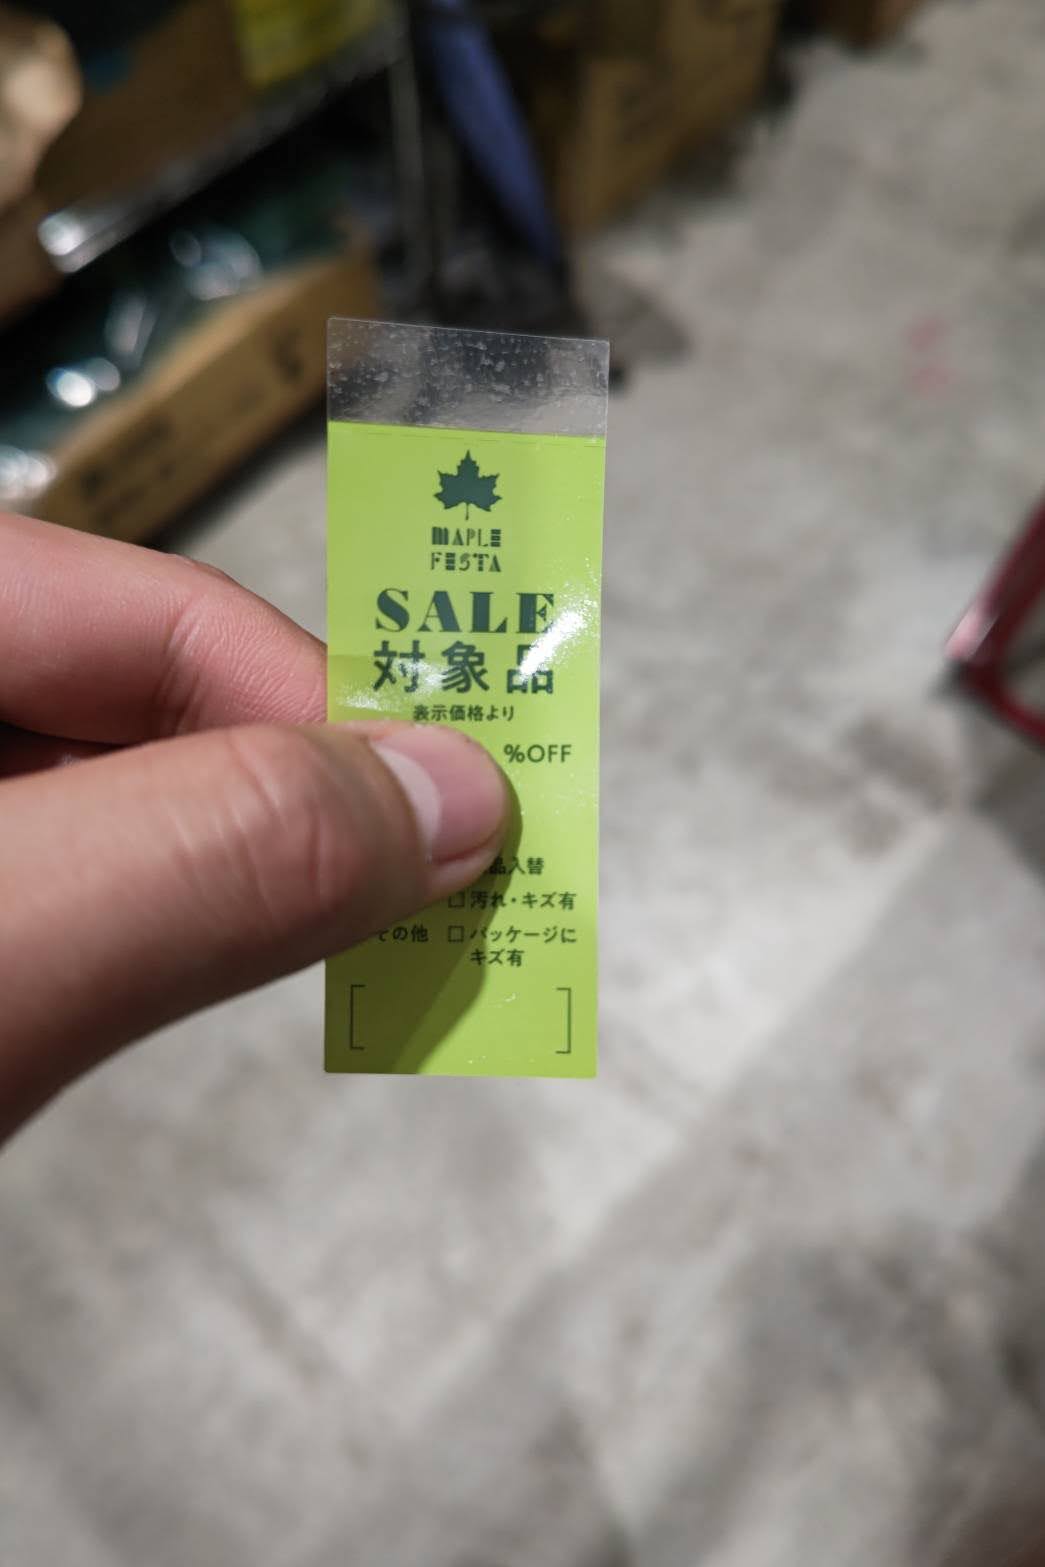 MAPLE
FESTA
SALE
対象品
表示価格より
%OFF
品入替
□汚れ・キズ有
その他 □パッケージに
キズ有
[ ]